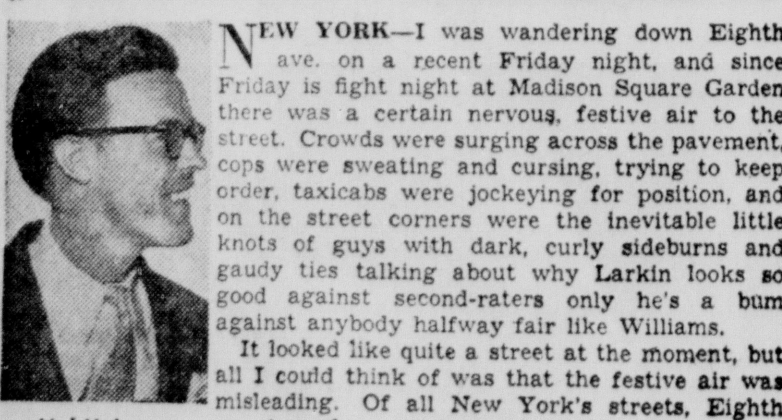 NEW YORK—I was wandering down Eighth
ave. on a recent Friday night, and since
Friday is fight night at Madison Square Garden
there was a certain nervous, festive air to the
street. Crowds were surging across the pavement,
cops were sweating and cursing, trying to keep
order, taxicabs were jockeying for position, and
on the street corners were the inevitable little
knots of guys with dark, curly sideburns and
gaudy ties talking about why Larkin looks so
good against second-raters only he's a bum
against anybody halfway fair like Williams.
It looked like quite a street at the moment, but
all I could think of was that the festive air was
misleading. Of all New York's streets, Eighth